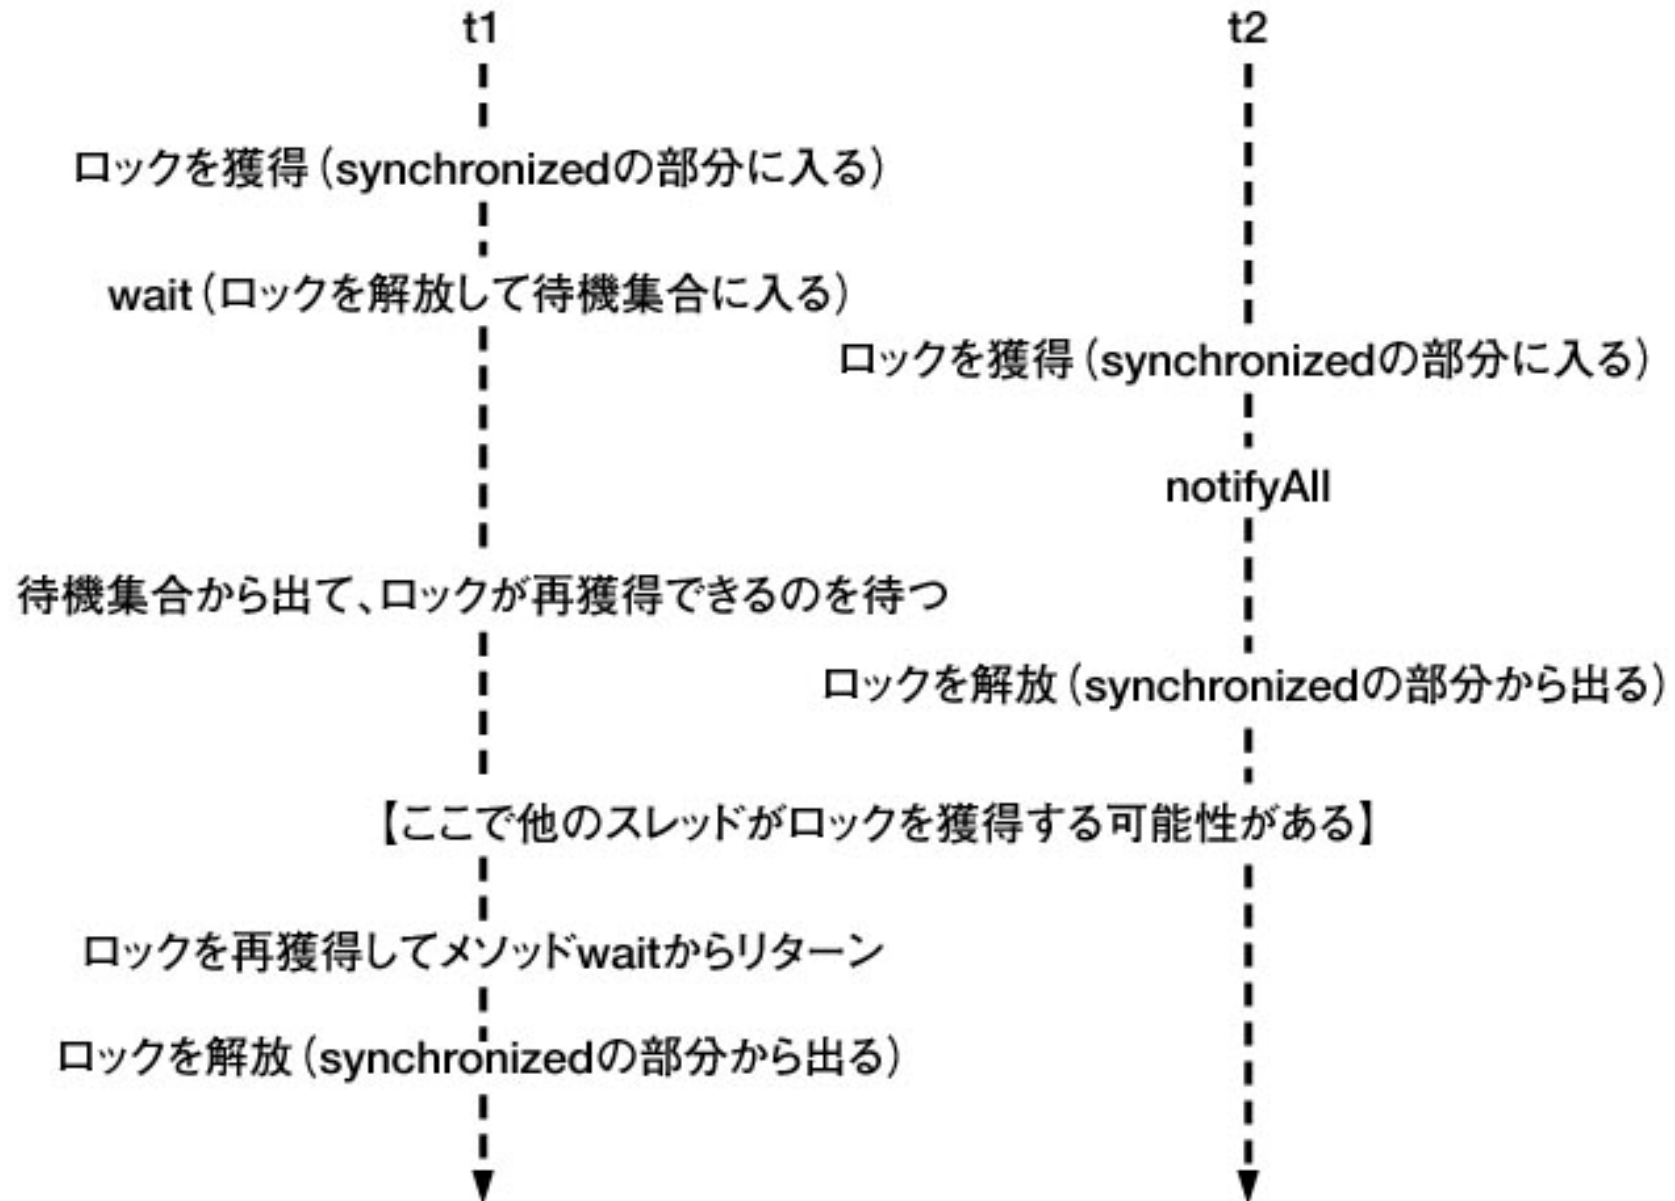 t1
t2
ロックを獲得(synchronizedの部分に入る)
wait(ロックを解放して待機集合に入る)
ロックを獲得(synchronizedの部分に入る)
notifyAll
待機集合から出て、ロックが再獲得できるのを待つ
ロックを解放(synchronizedの部分から出る)
【ここで他のスレッドがロックを獲得する可能性がある】
ロックを再獲得してメソッドwaitからリターン
ロックを解放(synchronizedの部分から出る)